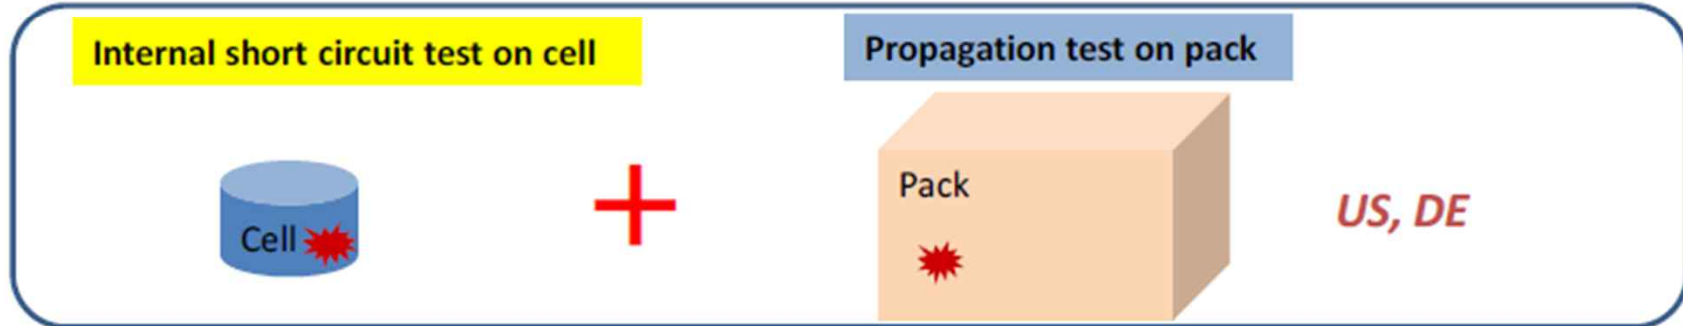 Internal short circuit test on cell
Propagation test on pack
Cell
Pack
US, DE